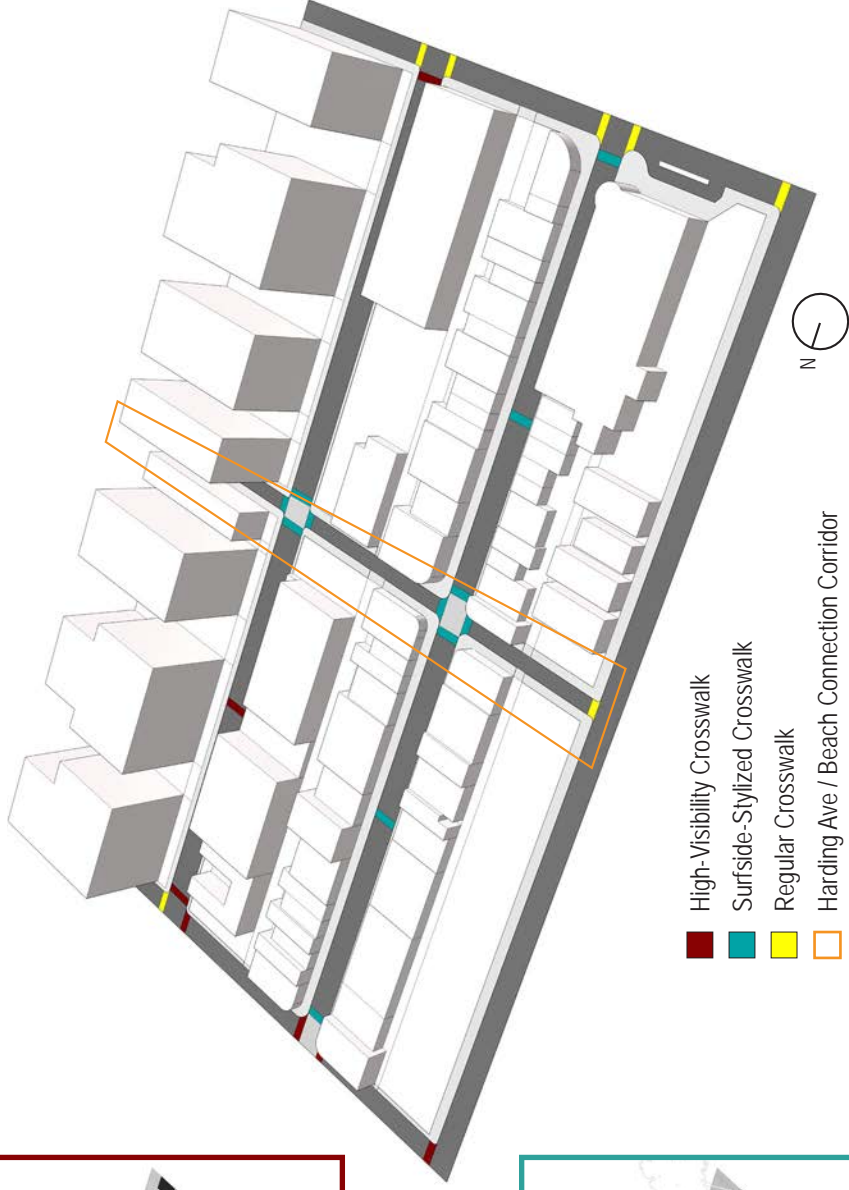 N
High-Visibility Crosswalk
Surfside-Stylized Crosswalk
Regular Crosswalk
Harding Ave / Beach Connection Corridor